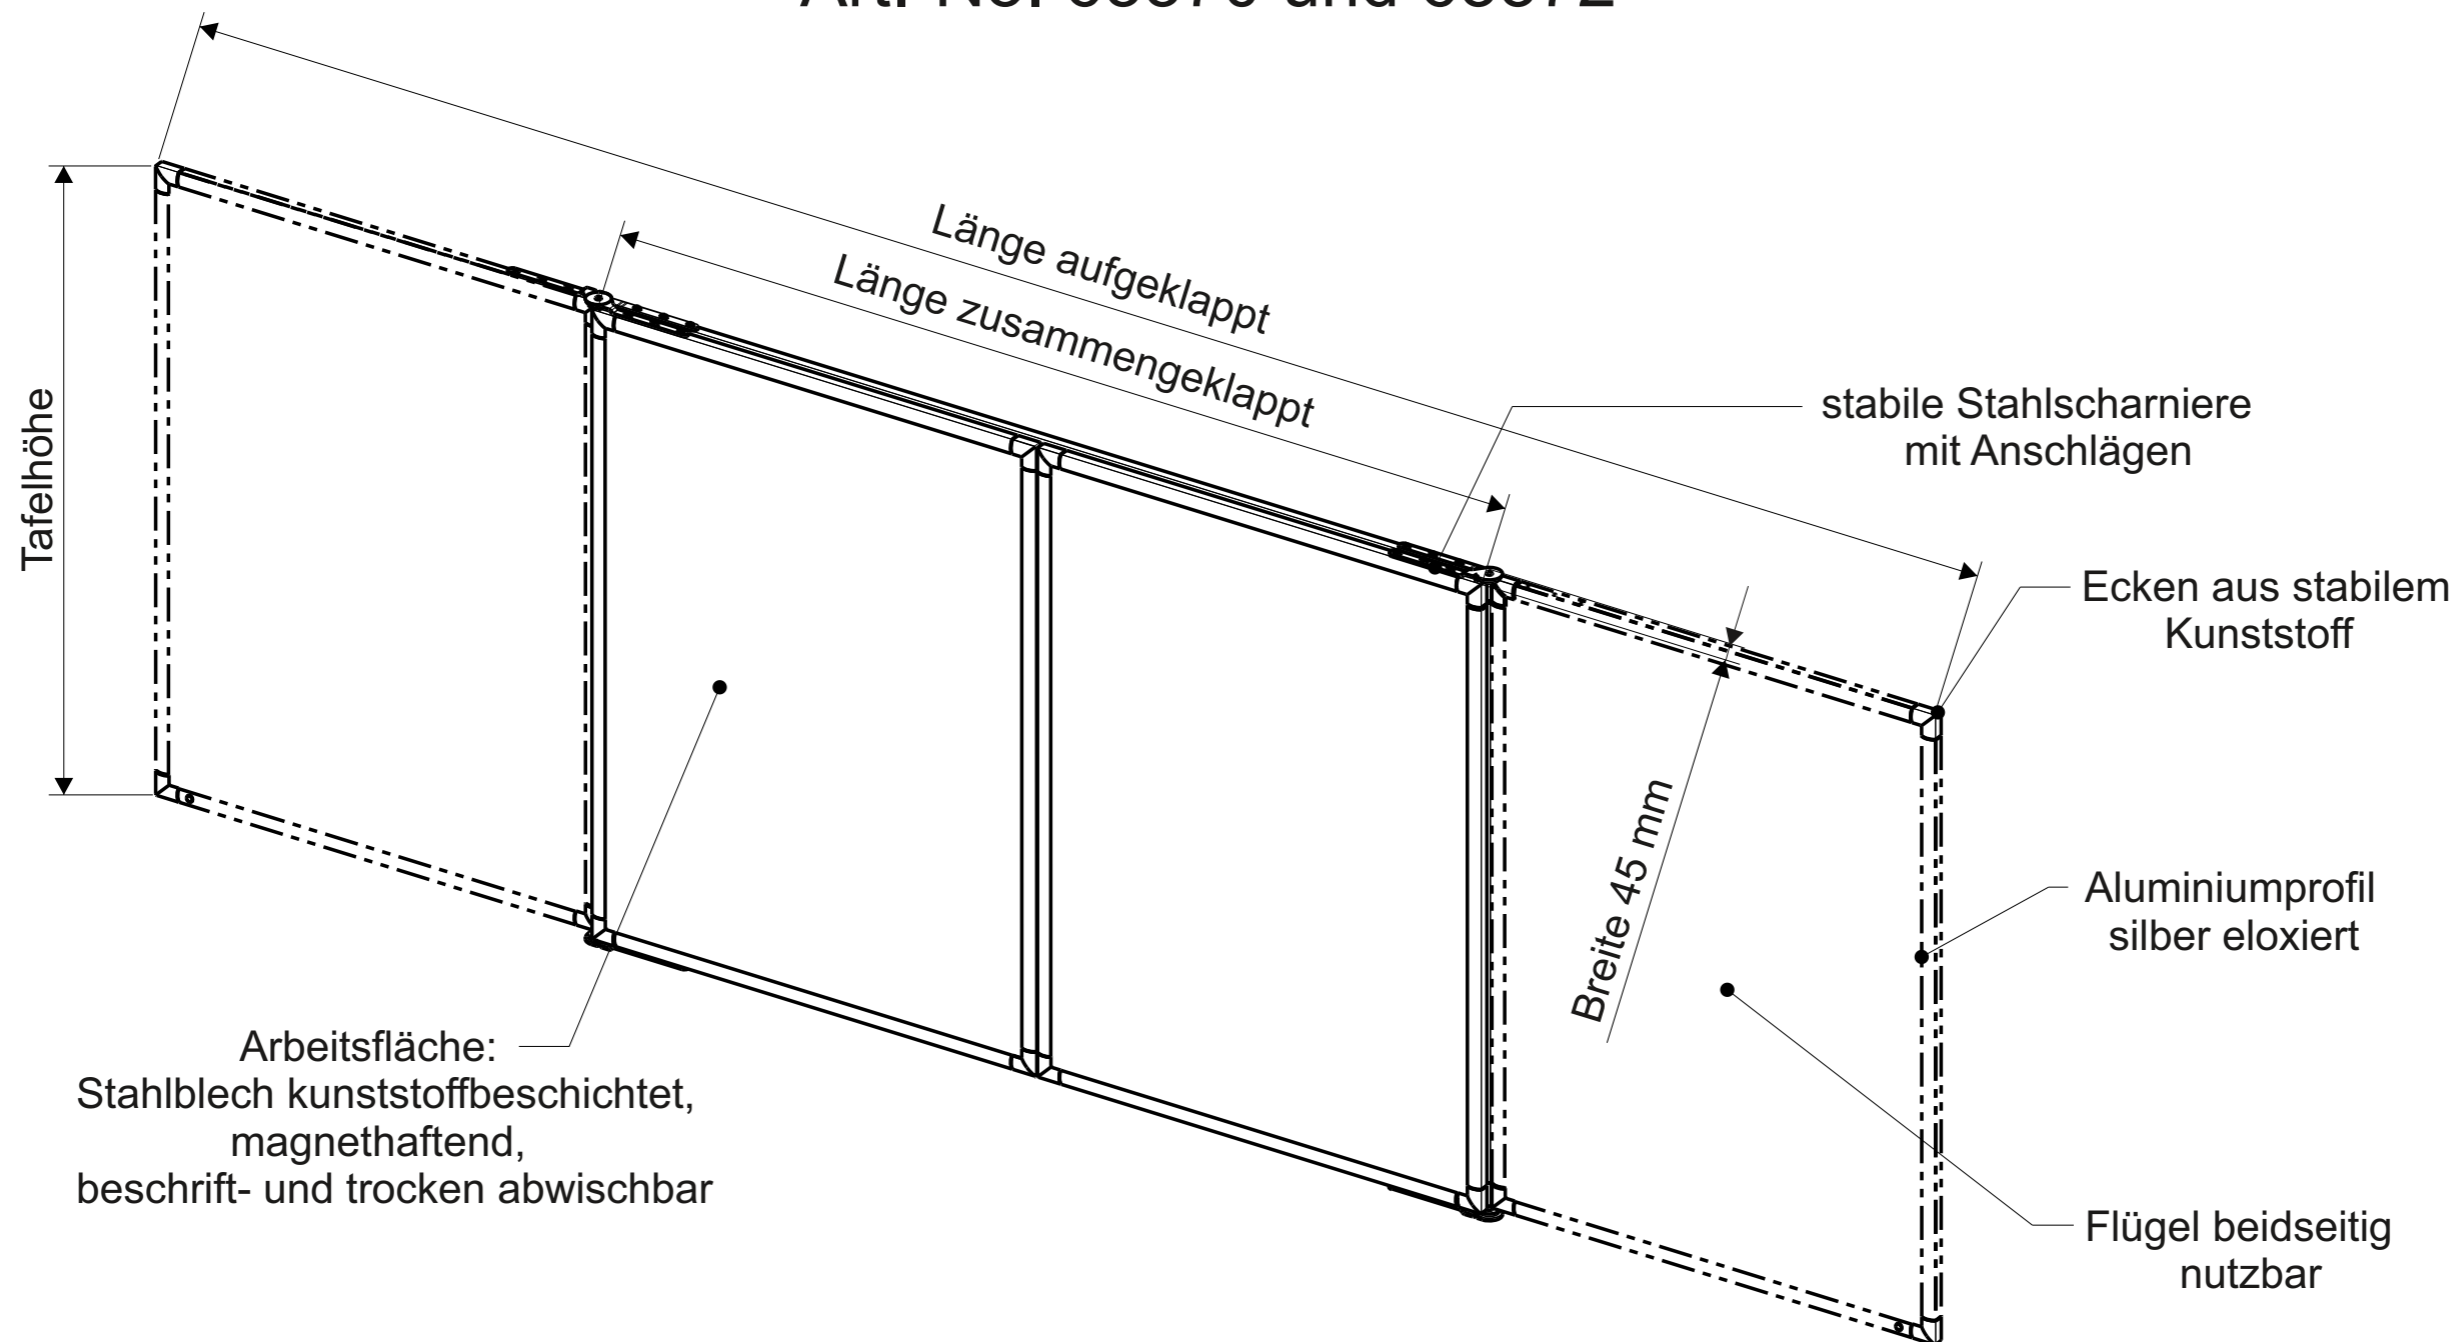 Länge aufgeklappt
Länge zusammengeklappt
Tafelhöhe
stabile Stahlscharniere
mit Anschlägen
Ecken aus stabilem
Kunststoff
Breite 45 mm
Aluminiumprofil
silber eloxiert
Arbeitsfläche:
Stahlblech kunststoffbeschichtet,
magnethaftend,
beschrift- und trocken abwischbar
Flügel beidseitig
nutzbar